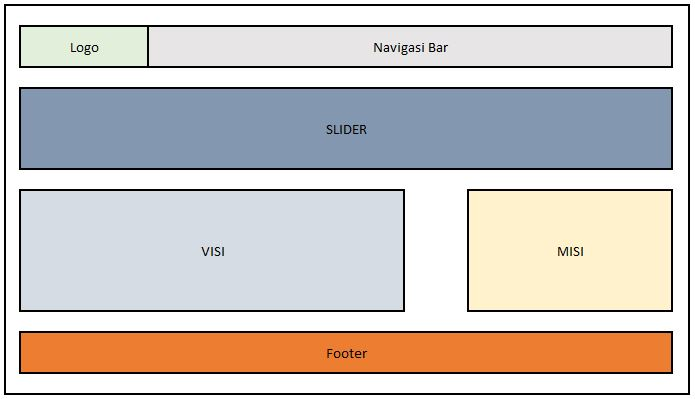 Logo
Navigasi Bar
SLIDER
VISI
MISI
Footer